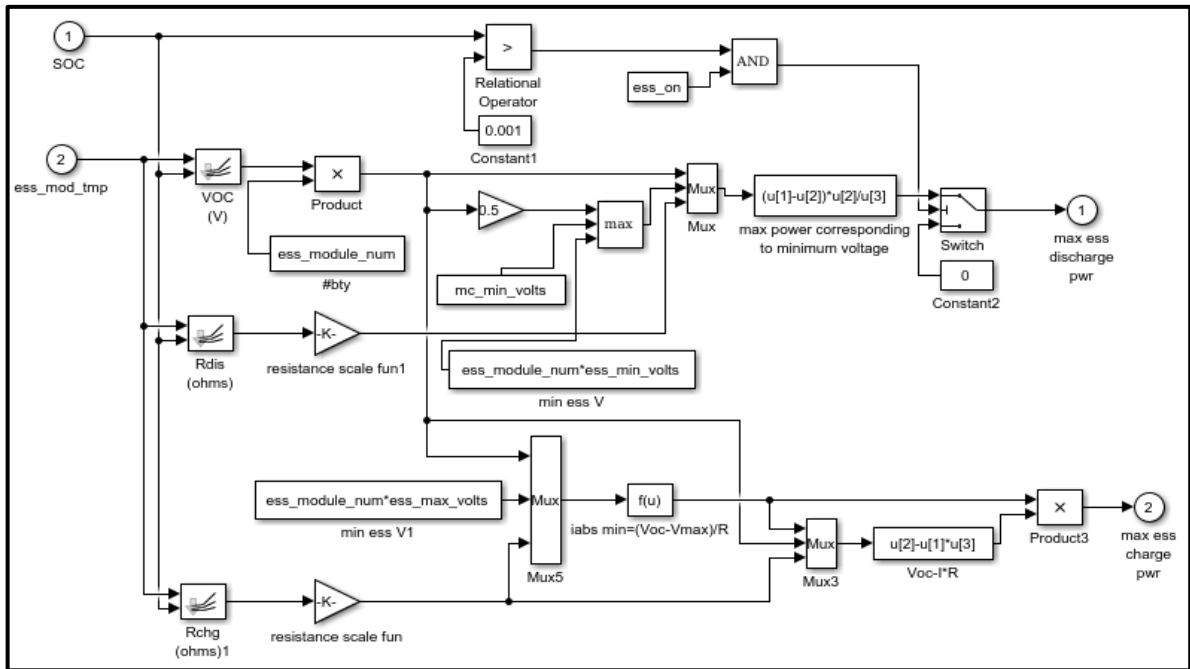 1
SOC
>
Relational
Operator
AND
ess_on
0.001
Constant1
2
ess_mod_tmp
VOC
(V)
×
Product
ess_module_num
#bty
0.5
max
mc_min_volts
Mux
Mux
(u[1]-u[2])*u[2]/u[3]
max power corresponding
to minimum voltage
Switch
0
Constant2
1
max ess
discharge
pwr
Rdis
(ohms)
-K-
resistance scale fun1
ess_module_num*ess_min_volts
min ess V
ess_module_num*ess_max_volts
min ess V1
Mux
Mux5
f(u)
iabs min=(Voc-Vmax)/R
Mux
Mux3
u[2]-u[1]*u[3]
Voc-I*R
×
Product3
2
max ess
charge
pwr
Rchg
(ohms)1
-K-
resistance scale fun